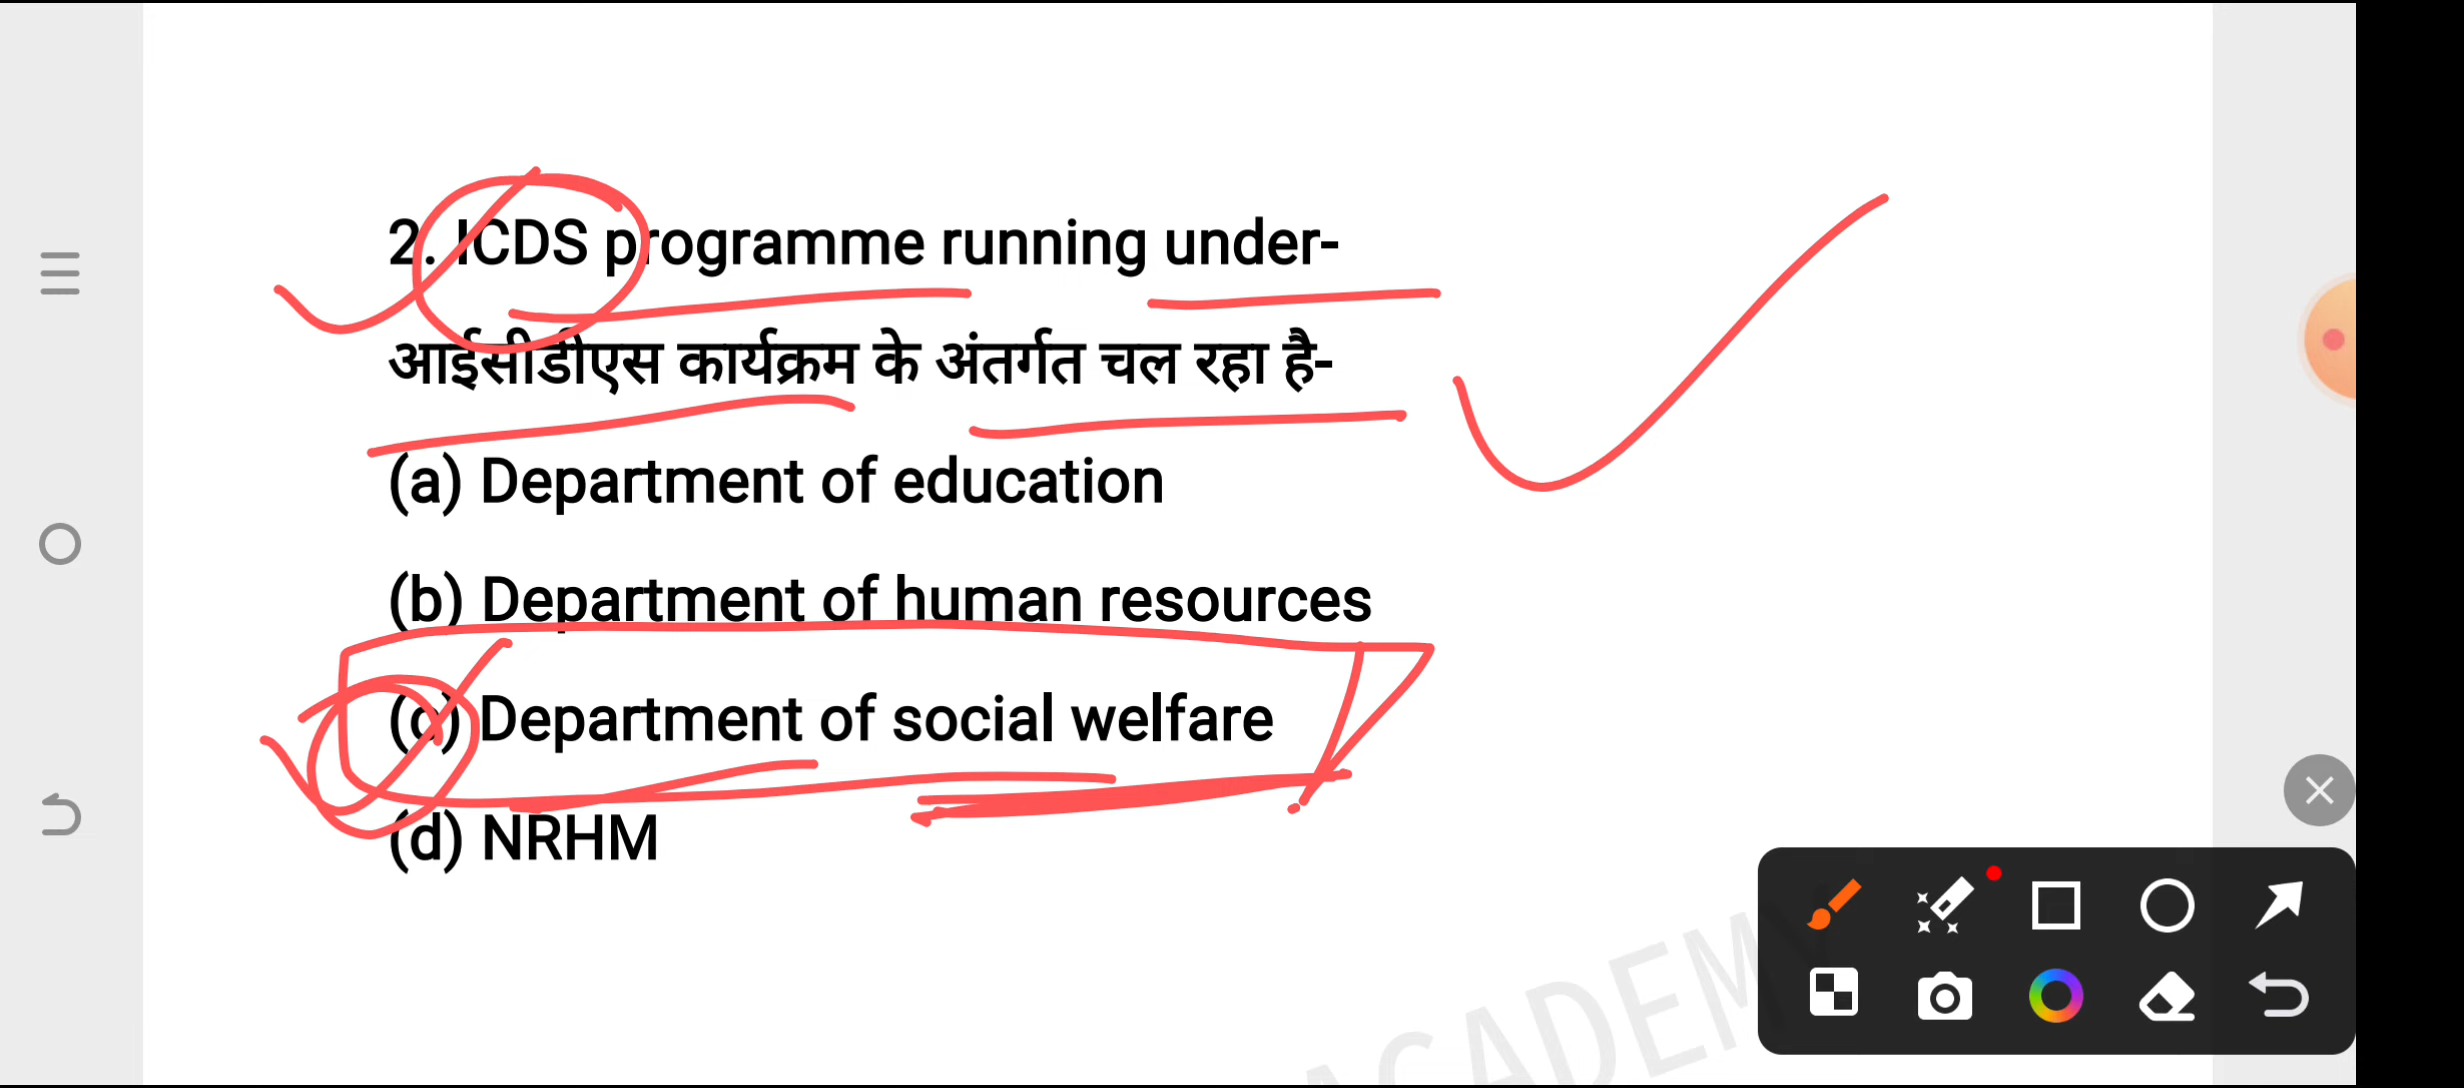 2. ICDS programme running under-
आईसीडीएस कार्यक्रम के अंतर्गत चल रहा है-
(a) Department of education
(b) Department of human resources
(c) Department of social welfare
(d) NRHM
ACADEMY